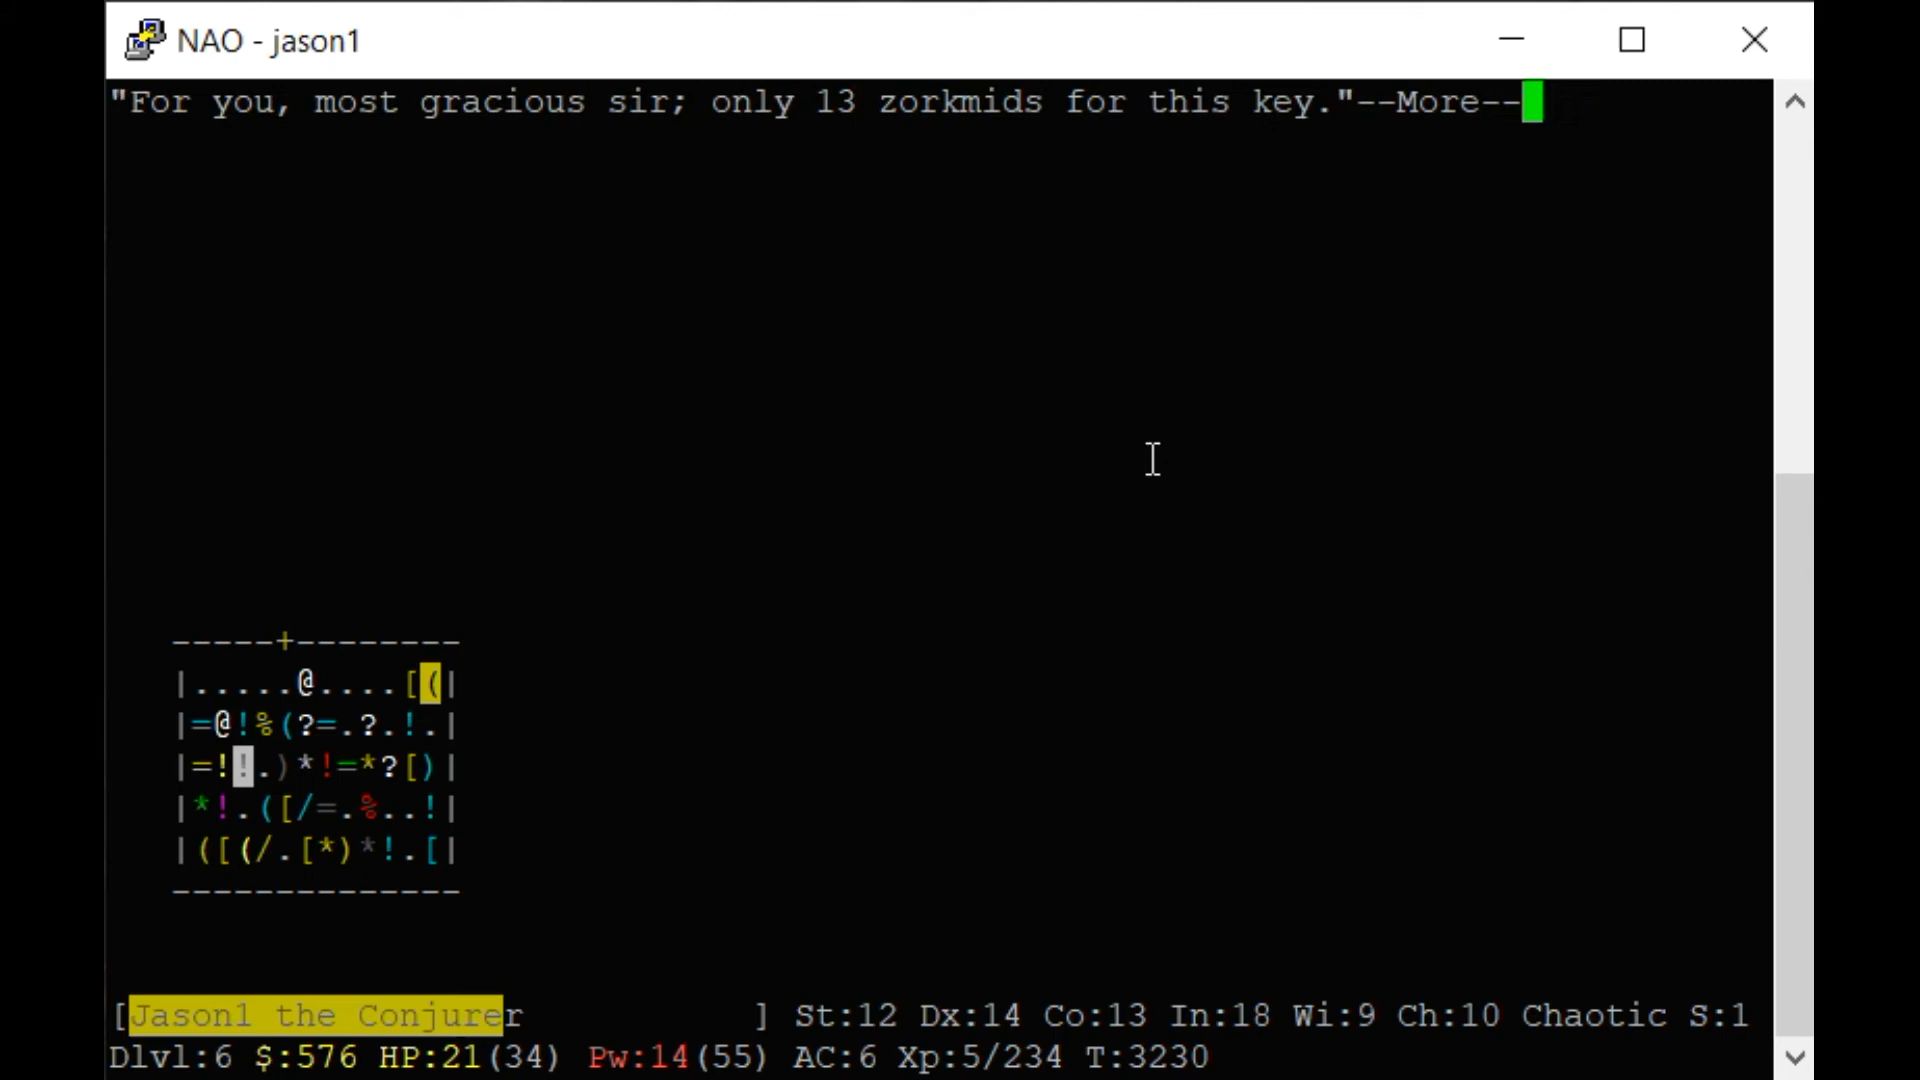 NAO - jason1
"For you, most gracious sir; only 13 zorkmids for this key."--More--
-----+--------
|.....@....[(|
|=@!%(?=.?.!.|
|=!!.)*!=*?[)|
|*!.([/=.%..!|
|([(/.[*)*!.[|
--------------
[Jason1 the Conjurer           ] St:12 Dx:14 Co:13 In:18 Wi:9 Ch:10 Chaotic S:1
Dlvl:6 $:576 HP:21(34) Pw:14(55) AC:6 Xp:5/234 T:3230